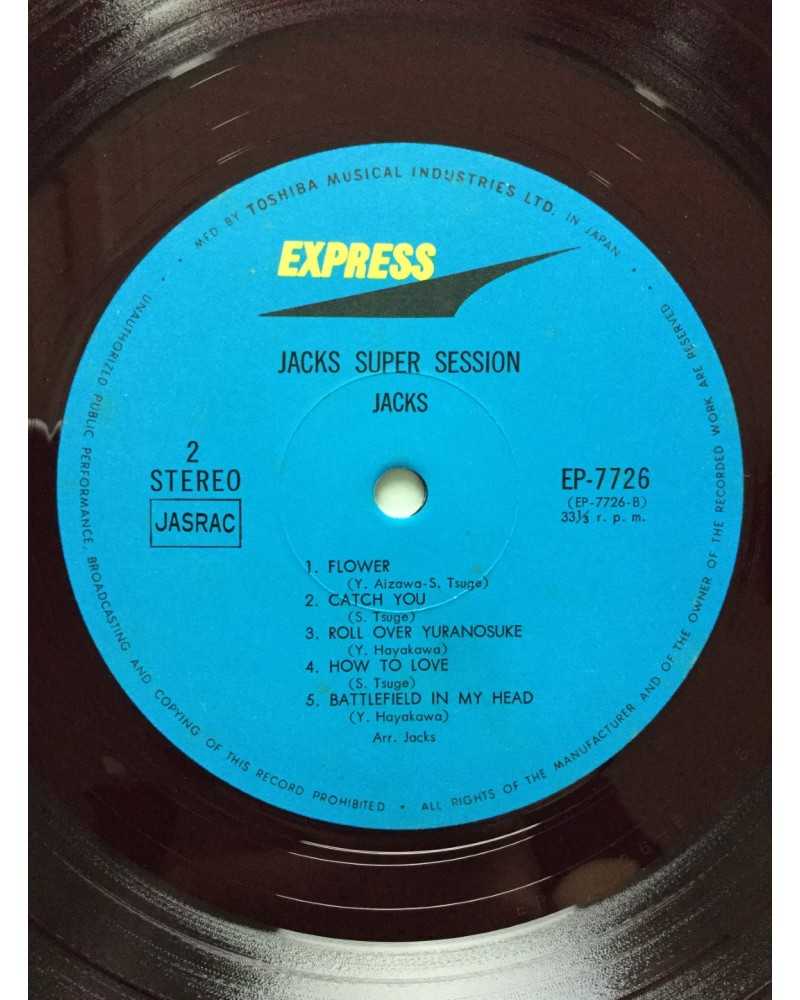 MFD BY TOSHIBA MUSICAL INDUSTRIES LTD. IN JAPAN
EXPRESS
JACKS SUPER SESSION
JACKS
2
STEREO
JASRAC
EP-7726
(EP-7726-B)
33⅓ r. p. m.
1. FLOWER
(Y. Aizawa-S. Tsuge)
2. CATCH YOU
(S. Tsuge)
3. ROLL OVER YURANOSUKE
(Y. Hayakawa)
4. HOW TO LOVE
(S. Tsuge)
5. BATTLEFIELD IN MY HEAD
(Y. Hayakawa)
Arr. Jacks
UNAUTHORIZED PUBLIC PERFORMANCE, BROADCASTING AND COPYING OF THIS RECORD PROHIBITED • ALL RIGHTS OF THE MANUFACTURER AND OF THE OWNER OF THE RECORDED WORK ARE RESERVED